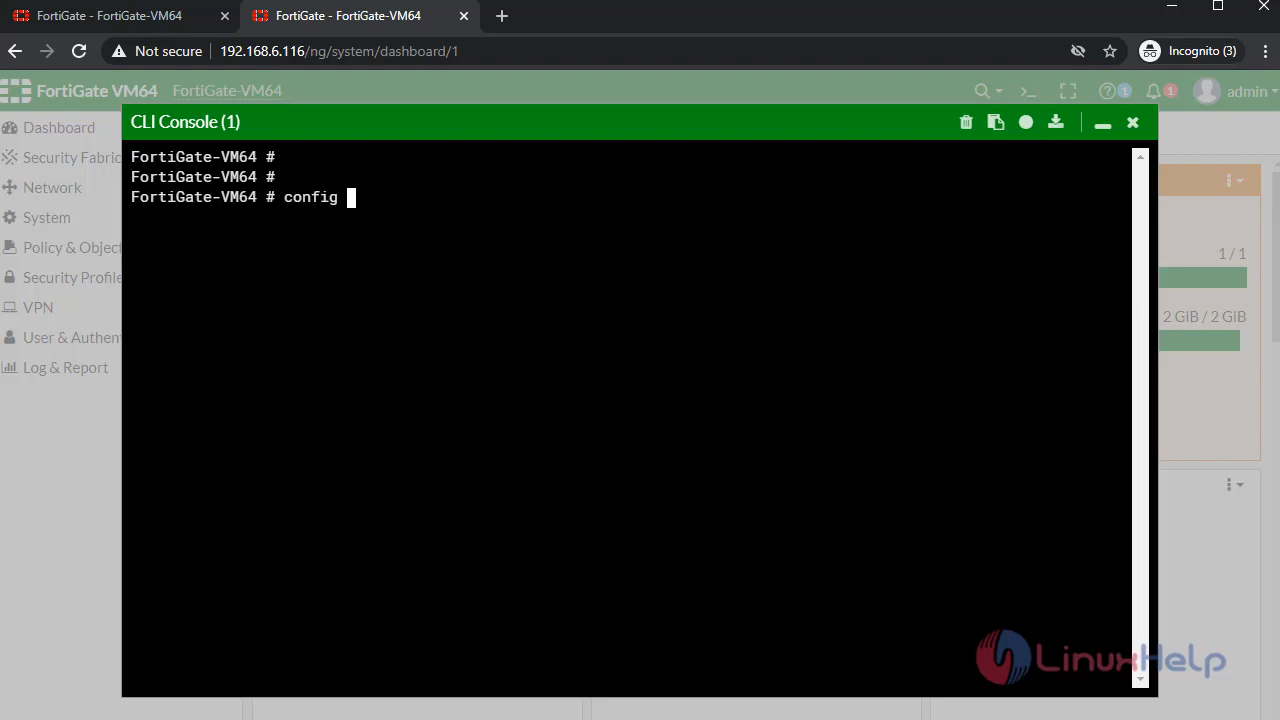 FortiGate - FortiGate-VM64
FortiGate - FortiGate-VM64
Not secure
192.168.6.116/ng/system/dashboard/1
Incognito (3)
FortiGate VM64
FortiGate-VM64
1
1
admin
CLI Console (1)
Dashboard
Security Fabric
Network
System
Policy & Object
Security Profile
VPN
User & Authen
Log & Report
FortiGate-VM64 #
FortiGate-VM64 #
FortiGate-VM64 # config
1 / 1
2 GiB / 2 GiB
LinuxHelp